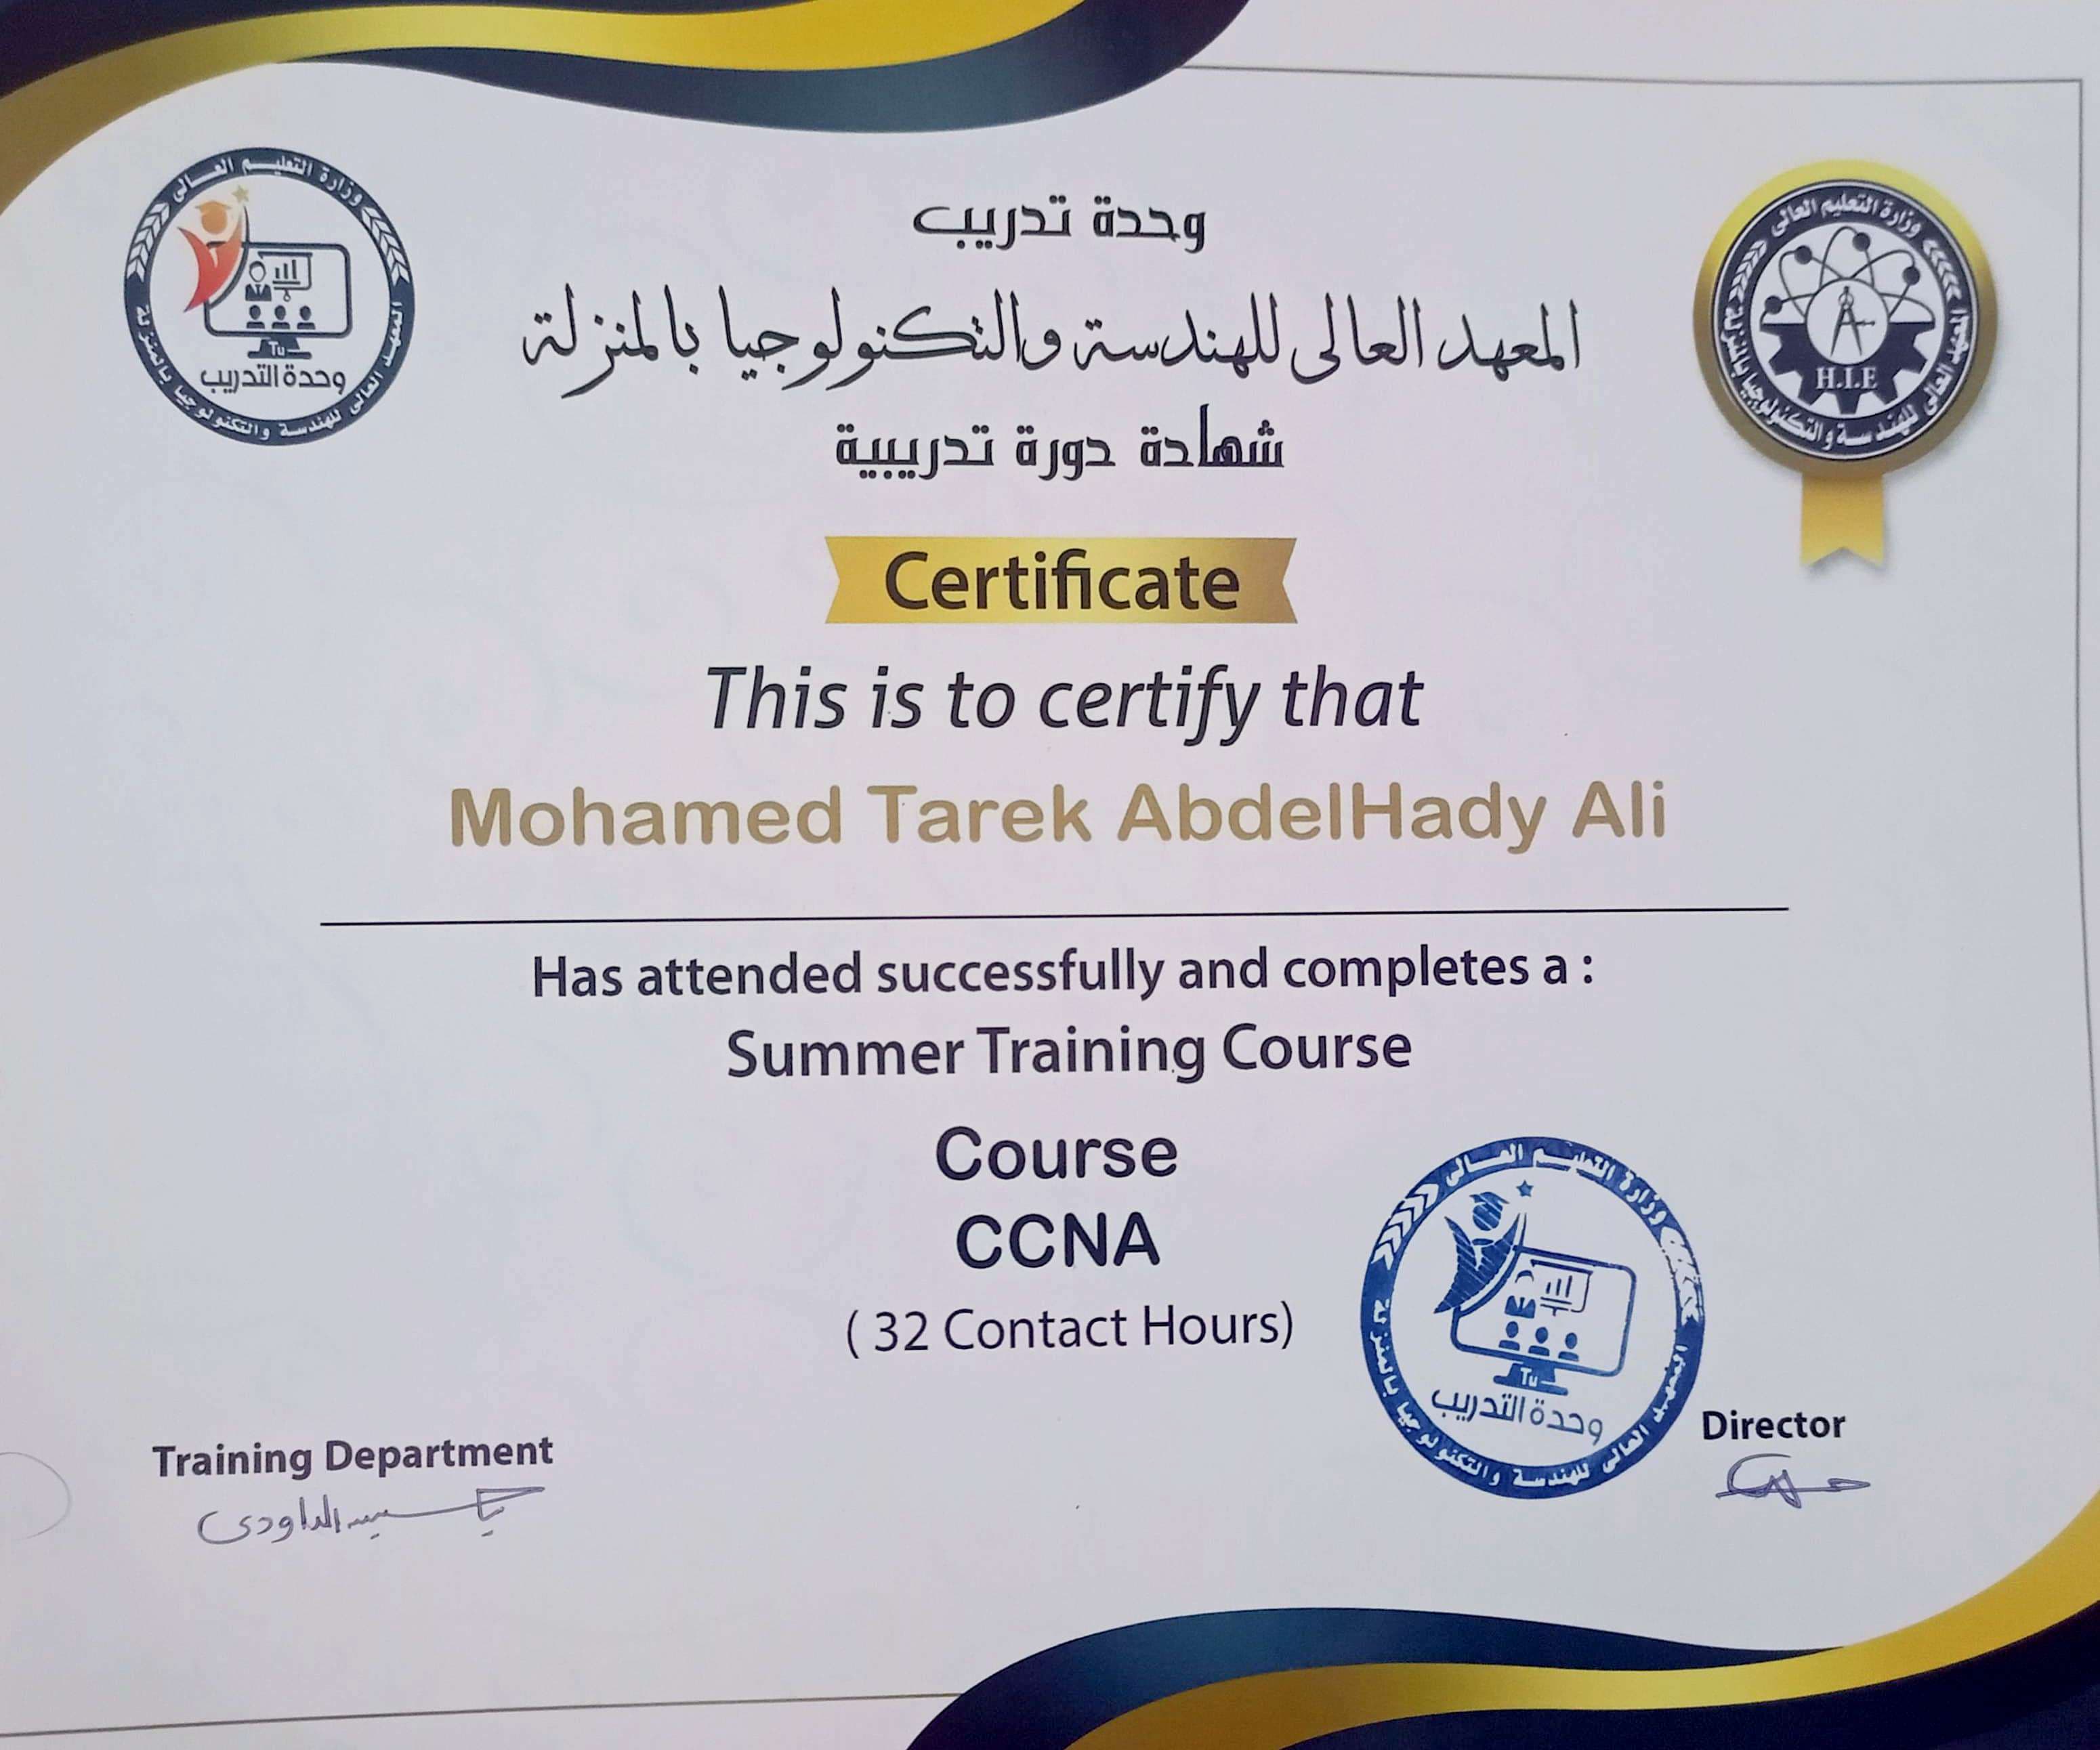 وزارة التعليم العالى
المعهد العالى للهندسة والتكنولوجيا بالمنزلة
Tu
وحدة التدريب
وحدة تدريب
المعهد العالى للهندسة والتكنولوجيا بالمنزلة
شهادة دورة تدريبية
وزارة التعليم العالى
H.I.E
المعهد العالى للهندسة والتكنولوجيا بالمنزلة
Certificate
This is to certify that
Mohamed Tarek AbdelHady Ali
Has attended successfully and completes a :
Summer Training Course
Course
CCNA
( 32 Contact Hours)
وزارة التعليم العالى
Tu
وحدة التدريب
المعهد العالى للهندسة والتكنولوجيا بالمنزلة
Training Department
الداودى
Director